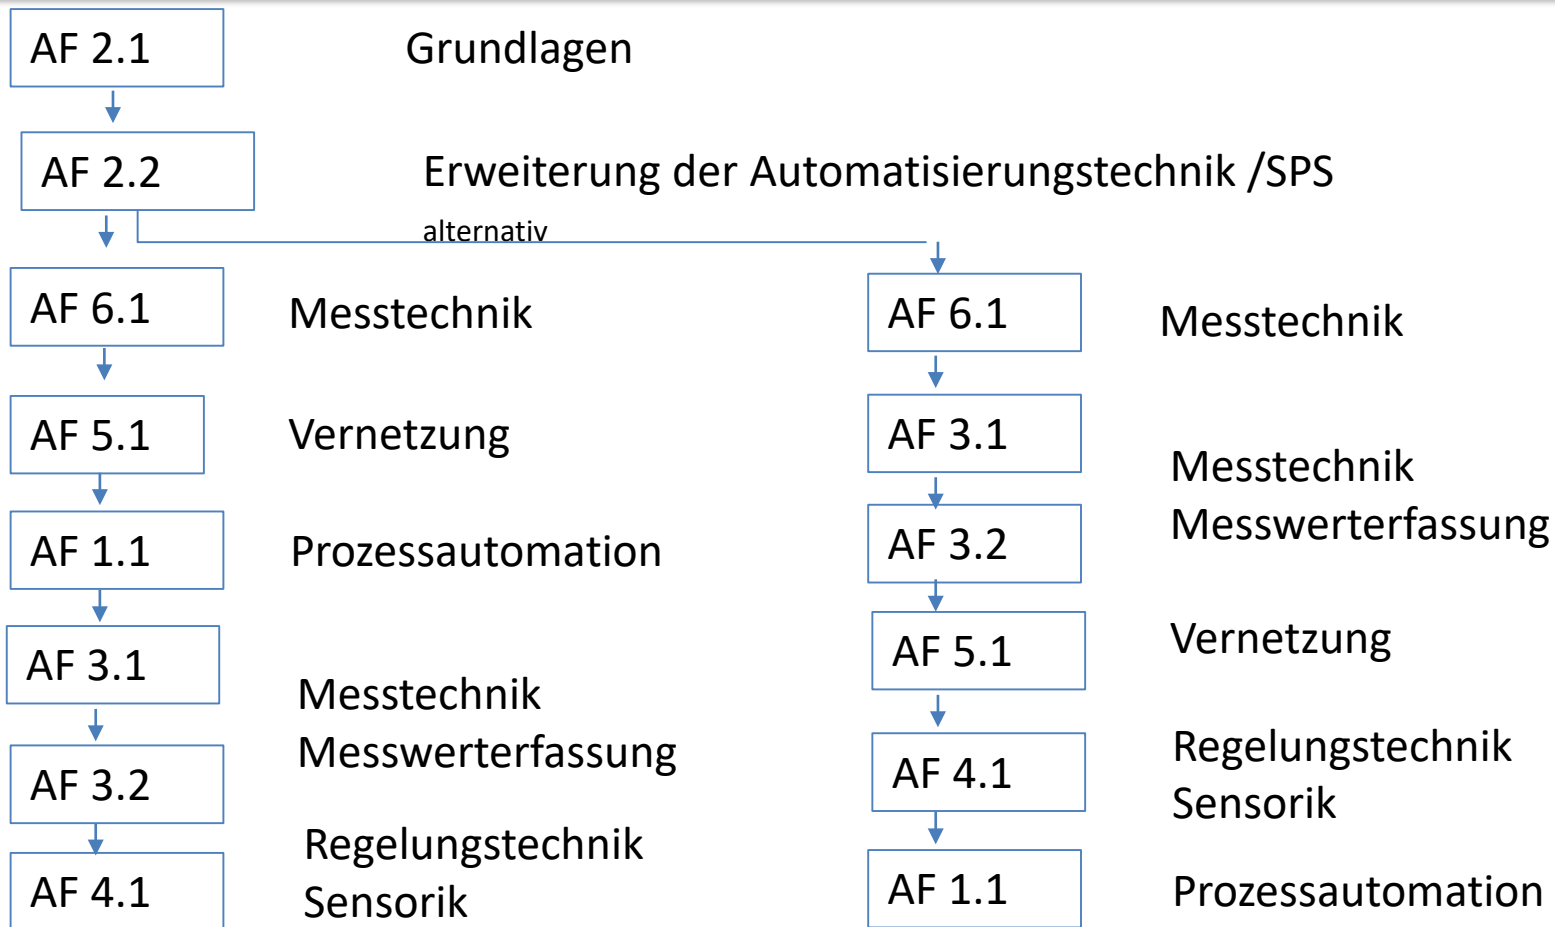 AF 2.1 Grundlagen
AF 2.2 Erweiterung der Automatisierungstechnik /SPS
alternativ
AF 6.1 Messtechnik
AF 5.1 Vernetzung
AF 1.1 Prozessautomation
AF 3.1
Messtechnik
Messwerterfassung
AF 3.2
Regelungstechnik
AF 4.1
Sensorik
AF 6.1 Messtechnik
AF 3.1
Messtechnik
Messwerterfassung
AF 3.2
AF 5.1 Vernetzung
Regelungstechnik
AF 4.1
Sensorik
AF 1.1 Prozessautomation